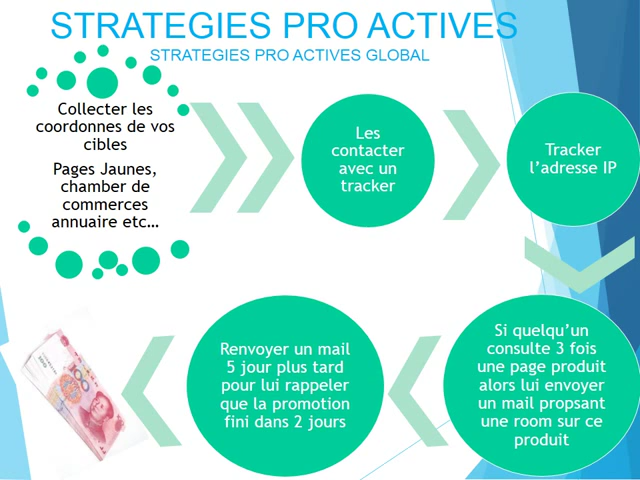 STRATEGIES PRO ACTIVES
STRATEGIES PRO ACTIVES GLOBAL
Collecter les
coordonnes de vos
cibles
Pages Jaunes,
chamber de
commerces
annuaire etc…
Les
contacter
avec un
tracker
Tracker
l’adresse IP
Si quelqu’un
consulte 3 fois
une page produit
alors lui envoyer
un mail propsant
une room sur ce
produit
Renvoyer un mail
5 jour plus tard
pour lui rappeler
que la promotion
fini dans 2 jours
100